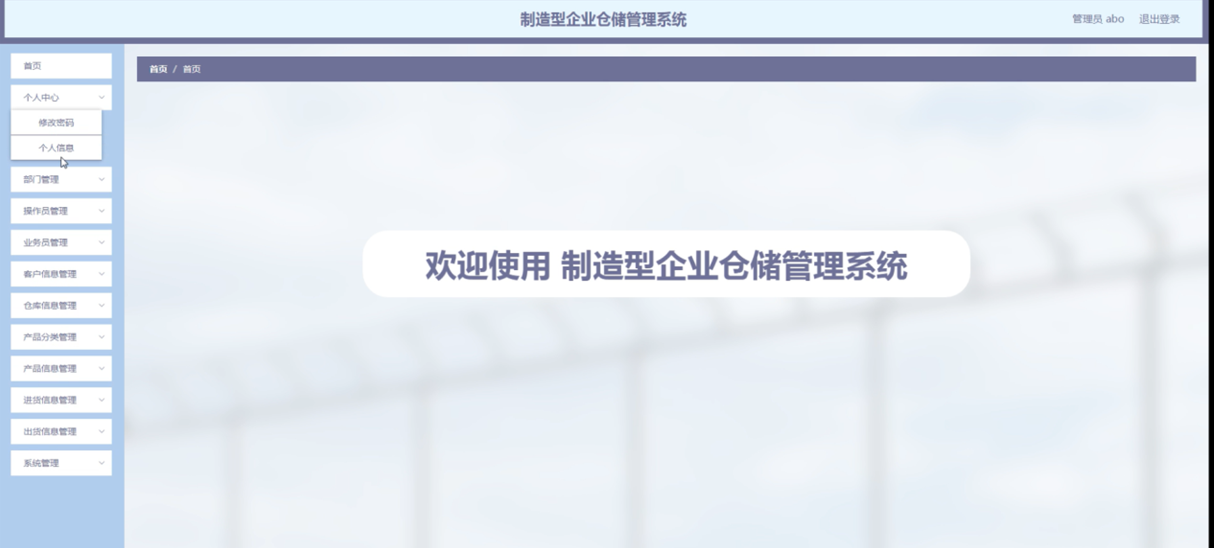 制造型企业仓储管理系统
管理员 abo 退出登录
首页
首页 / 首页
个人中心
修改密码
个人信息
部门管理
操作员管理
业务员管理
客户信息管理
仓库信息管理
产品分类管理
产品信息管理
进货信息管理
出货信息管理
系统管理
欢迎使用 制造型企业仓储管理系统